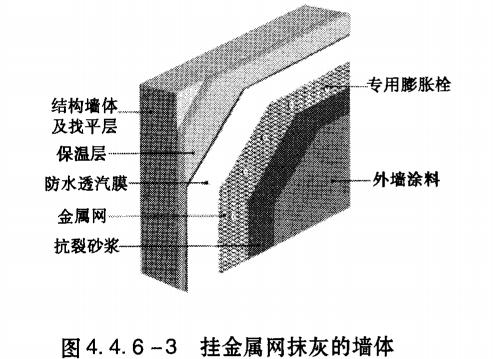 结构墙体
及找平层
保温层
防水透汽膜
金属网
抗裂砂浆
专用膨胀栓
外墙涂料
图4.4.6-3 挂金属网抹灰的墙体